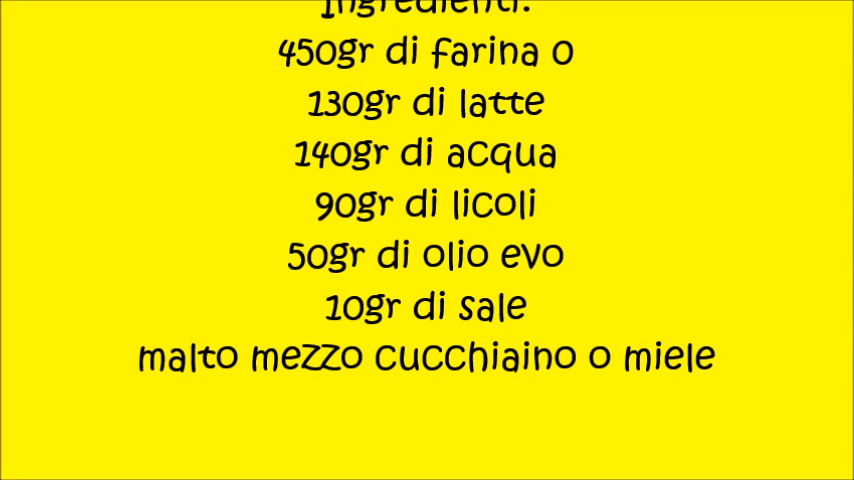 Ingredienti:
450gr di farina 0
130gr di latte
140gr di acqua
90gr di licoli
50gr di olio evo
10gr di sale
malto mezzo cucchiaino o miele